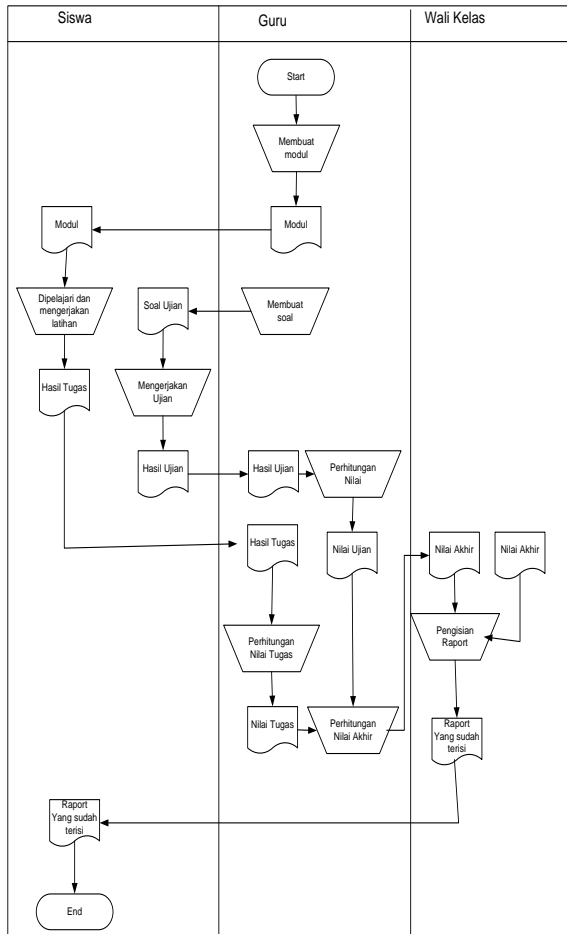 Siswa
Guru
Wali Kelas
Start
Membuat
modul
Modul
Modul
Dipelajari dan
mengerjakan
latihan
Soal Ujian
Membuat
soal
Hasil Tugas
Mengerjakan
Ujian
Hasil Ujian
Hasil Ujian
Perhitungan
Nilai
Hasil Tugas
Nilai Ujian
Nilai Akhir
Nilai Akhir
Perhitungan
Nilai Tugas
Pengisian
Raport
Nilai Tugas
Perhitungan
Nilai Akhir
Raport
Yang sudah
terisi
Raport
Yang sudah
terisi
End